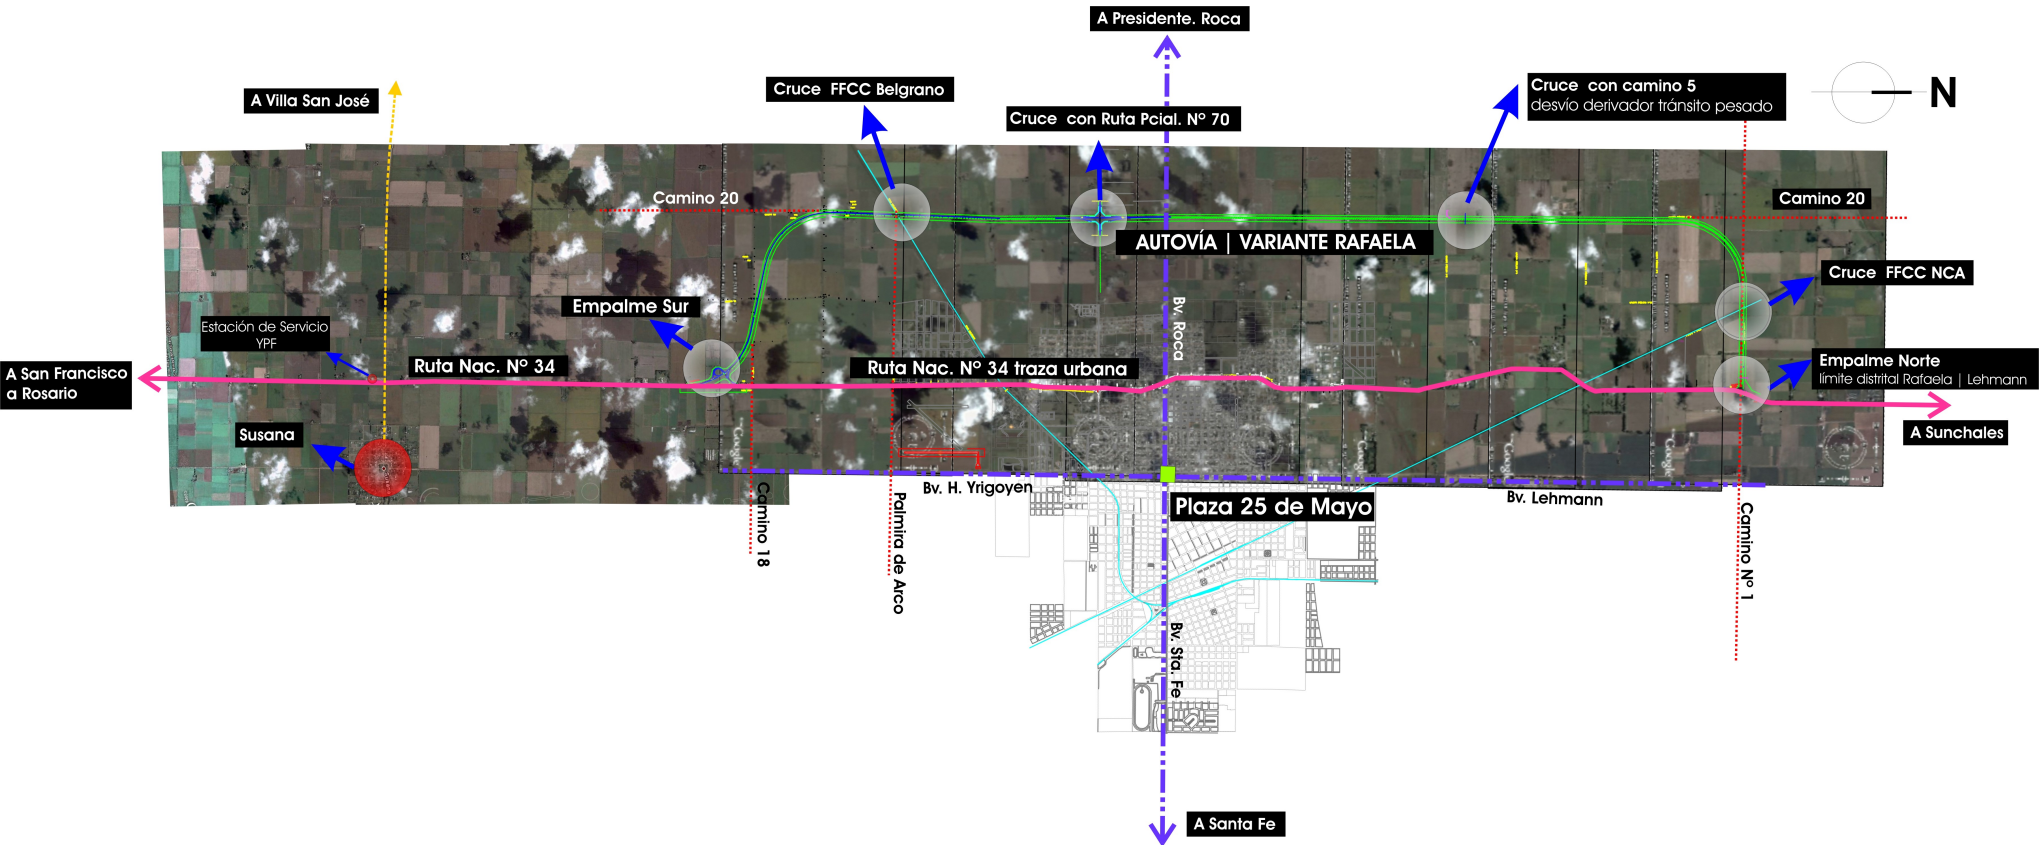 A Presidente. Roca
A Villa San José
Cruce FFCC Belgrano
Cruce con Ruta Pcial. Nº 70
Cruce con camino 5
desvío derivador tránsito pesado
N
Camino 20
Camino 20
AUTOVÍA | VARIANTE RAFAELA
Cruce FFCC NCA
Empalme Sur
Estación de Servicio
YPF
Bv. Roca
Ruta Nac. Nº 34
Ruta Nac. Nº 34 traza urbana
Empalme Norte
límite distrital Rafaela | Lehmann
A San Francisco
a Rosario
A Sunchales
Susana
Google
Google
Google
Bv. H. Yrigoyen
Bv. Lehmann
Plaza 25 de Mayo
Camino 18
Palmira de Arco
Camino Nº 1
Bv. Sta. Fe
A Santa Fe